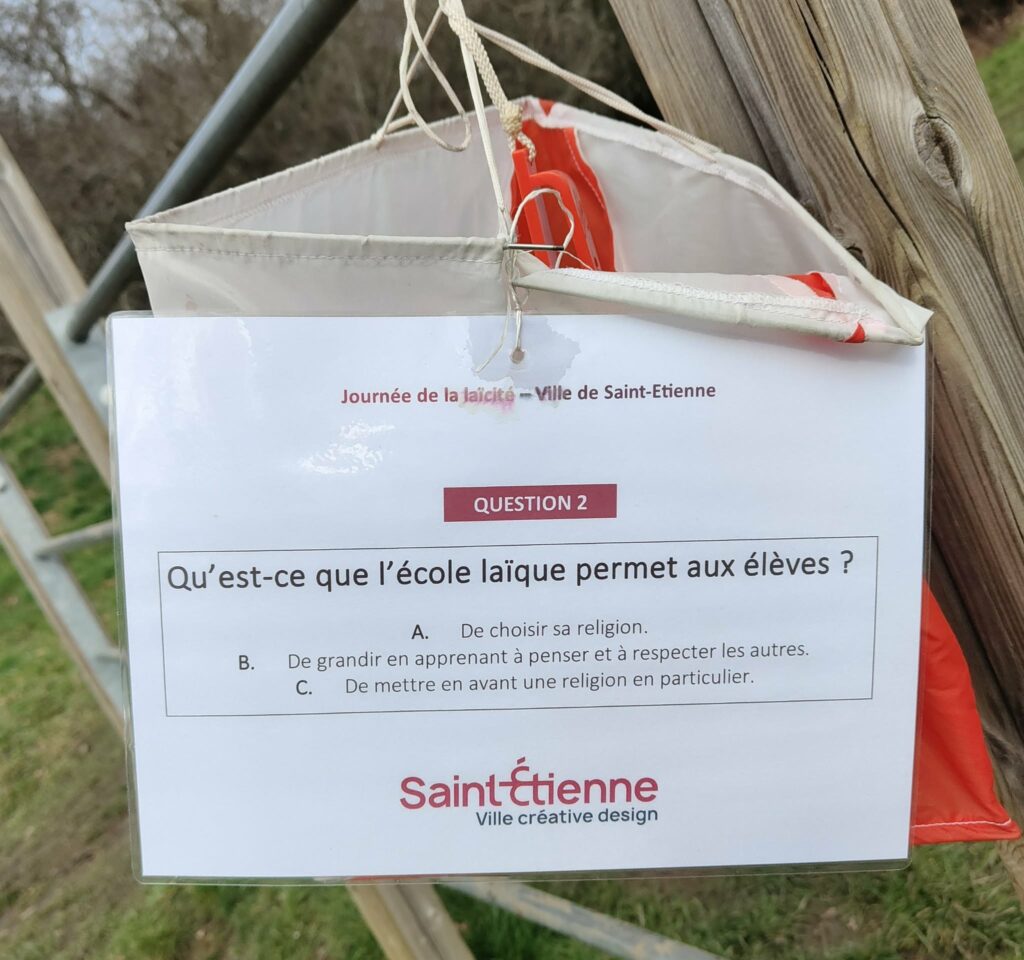 Journée de la laïcité – Ville de Saint-Etienne
QUESTION 2
Qu'est-ce que l'école laïque permet aux élèves ?
A. De choisir sa religion.
B. De grandir en apprenant à penser et à respecter les autres.
C. De mettre en avant une religion en particulier.
Saint-Étienne
Ville créative design